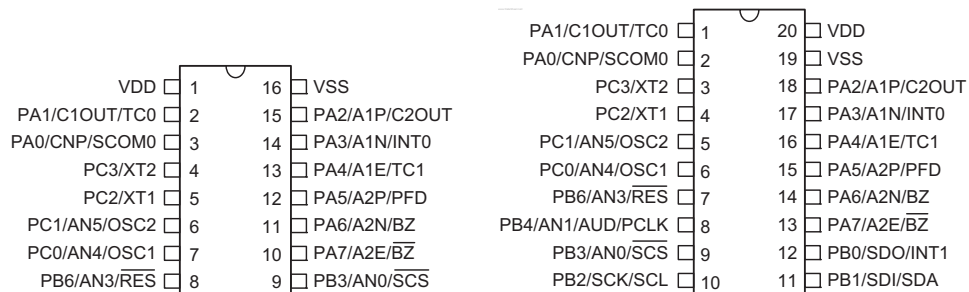 VDD 1 16 VSS
PA1/C1OUT/TC0 2 15 PA2/A1P/C2OUT
PA0/CNP/SCOM0 3 14 PA3/A1N/INT0
PC3/XT2 4 13 PA4/A1E/TC1
PC2/XT1 5 12 PA5/A2P/PFD
PC1/AN5/OSC2 6 11 PA6/A2N/BZ
PC0/AN4/OSC1 7 10 PA7/A2E/B̅Z̅
PB6/AN3/R̅E̅S̅ 8 9 PB3/AN0/S̅C̅S̅
PA1/C1OUT/TC0 1 20 VDD
PA0/CNP/SCOM0 2 19 VSS
PC3/XT2 3 18 PA2/A1P/C2OUT
PC2/XT1 4 17 PA3/A1N/INT0
PC1/AN5/OSC2 5 16 PA4/A1E/TC1
PC0/AN4/OSC1 6 15 PA5/A2P/PFD
PB6/AN3/R̅E̅S̅ 7 14 PA6/A2N/BZ
PB4/AN1/AUD/PCLK 8 13 PA7/A2E/B̅Z̅
PB3/AN0/S̅C̅S̅ 9 12 PB0/SDO/INT1
PB2/SCK/SCL 10 11 PB1/SDI/SDA